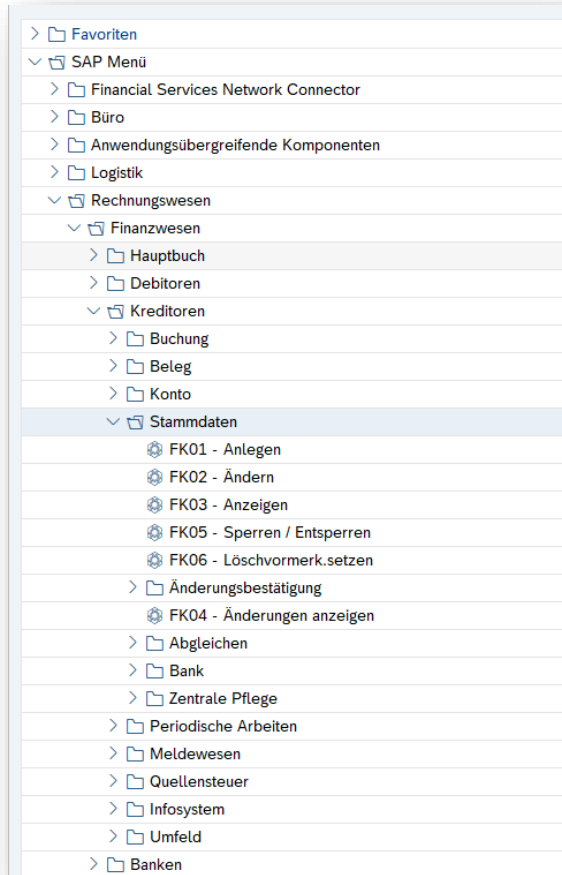 Favoriten
SAP Menü
Financial Services Network Connector
Büro
Anwendungsübergreifende Komponenten
Logistik
Rechnungswesen
Finanzwesen
Hauptbuch
Debitoren
Kreditoren
Buchung
Beleg
Konto
Stammdaten
FK01 - Anlegen
FK02 - Ändern
FK03 - Anzeigen
FK05 - Sperren / Entsperren
FK06 - Löschvormerk.setzen
Änderungsbestätigung
FK04 - Änderungen anzeigen
Abgleichen
Bank
Zentrale Pflege
Periodische Arbeiten
Meldewesen
Quellensteuer
Infosystem
Umfeld
Banken